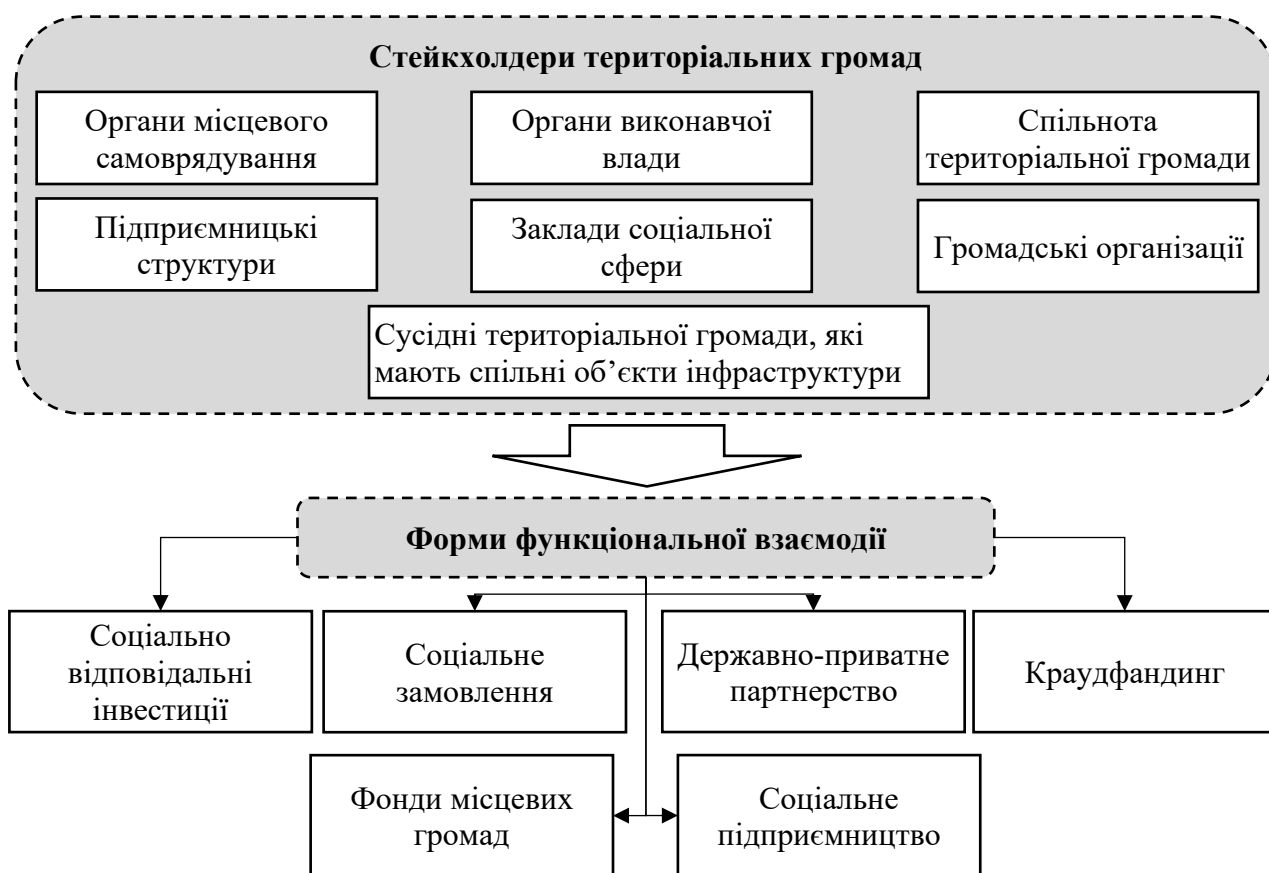 Стейкхолдери територіальних громад
Органи місцевого
самоврядування
Органи виконавчої
влади
Спільнота
територіальної громади
Підприємницькі
структури
Заклади соціальної
сфери
Громадські організації
Сусідні територіальної громади, які
мають спільні об’єкти інфраструктури
Форми функціональної взаємодії
Соціально
відповідальні
інвестиції
Соціальне
замовлення
Державно-приватне
партнерство
Краудфандинг
Фонди місцевих
громад
Соціальне
підприємництво